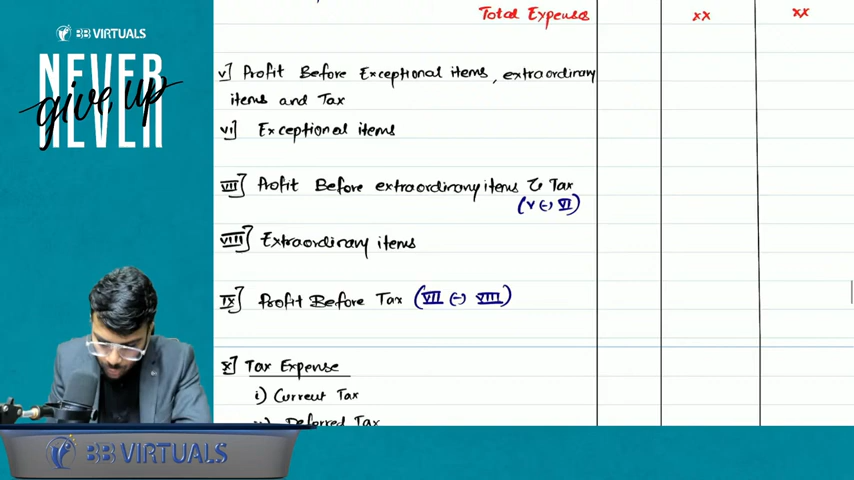 BB VIRTUALS
NEVER
give up
NEVER
Total Expenses xx xx
V] Profit Before Exceptional items, extraordinary
items and Tax
VI] Exceptional items
VII] Profit Before extraordinary items & Tax
(V (-) VI)
VIII] Extraordinary items
IX] Profit Before Tax (VII (-) VIII)
X] Tax Expense
i) Current Tax
ii) Deferred Tax
BB VIRTUALS